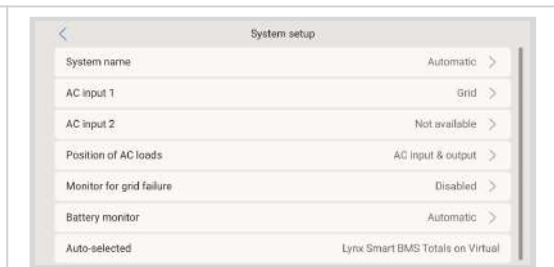 System setup
System name Automatic
AC input 1 Grid
AC input 2 Not available
Position of AC loads AC input & output
Monitor for grid failure Disabled
Battery monitor Automatic
Auto-selected Lynx Smart BMS Totals on Virtual